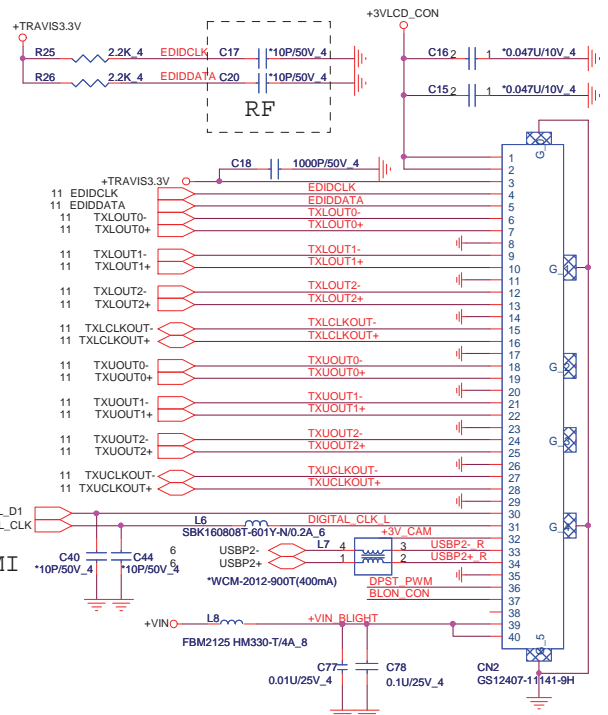 +TRAVIS3.3V
+3VLCD_CON
R25 2.2K_4 EDIDCLK C17 *10P/50V_4
R26 2.2K_4 EDIDDATA C20 *10P/50V_4
RF
C16 2 1 *0.047U/10V_4
C15 2 1 *0.047U/10V_4
C18 1000P/50V_4
G_0
1
2
+TRAVIS3.3V 3
11 EDIDCLK EDIDCLK 4
11 EDIDDATA EDIDDATA 5
11 TXLOUT0- TXLOUT0- 6
11 TXLOUT0+ TXLOUT0+ 7
8
11 TXLOUT1- TXLOUT1- 9
11 TXLOUT1+ TXLOUT1+ 10 G_1
11
11 TXLOUT2- TXLOUT2- 12
11 TXLOUT2+ TXLOUT2+ 13
14
11 TXLCLKOUT- TXLCLKOUT- 15
11 TXLCLKOUT+ TXLCLKOUT+ 16
17
11 TXUOUT0- TXUOUT0- 18 G_2
11 TXUOUT0+ TXUOUT0+ 19
20
11 TXUOUT1- TXUOUT1- 21
11 TXUOUT1+ TXUOUT1+ 22
23
11 TXUOUT2- TXUOUT2- 24 G_3
11 TXUOUT2+ TXUOUT2+ 25
26
11 TXUCLKOUT- TXUCLKOUT- 27
11 TXUCLKOUT+ TXUCLKOUT+ 28
29
L_D1 30
L_CLK L6 DIGITAL_CLK_L 31 G_4
SBK160808T-601Y-N/0.2A_6
+3V_CAM 32
6 USBP2- L7 4 3 USBP2-_R 33
6 USBP2+ 1 2 USBP2+_R 34
MI
C40 C44
*10P/50V_4 *10P/50V_4
*WCM-2012-900T(400mA)
35
DPST_PWM 36
BLON_CON 37
38
+VIN L8 +VIN_BLIGHT 39
FBM2125 HM330-T/4A_8
40
G_5
C77 C78
0.01U/25V_4 0.1U/25V_4
CN2
GS12407-11141-9H